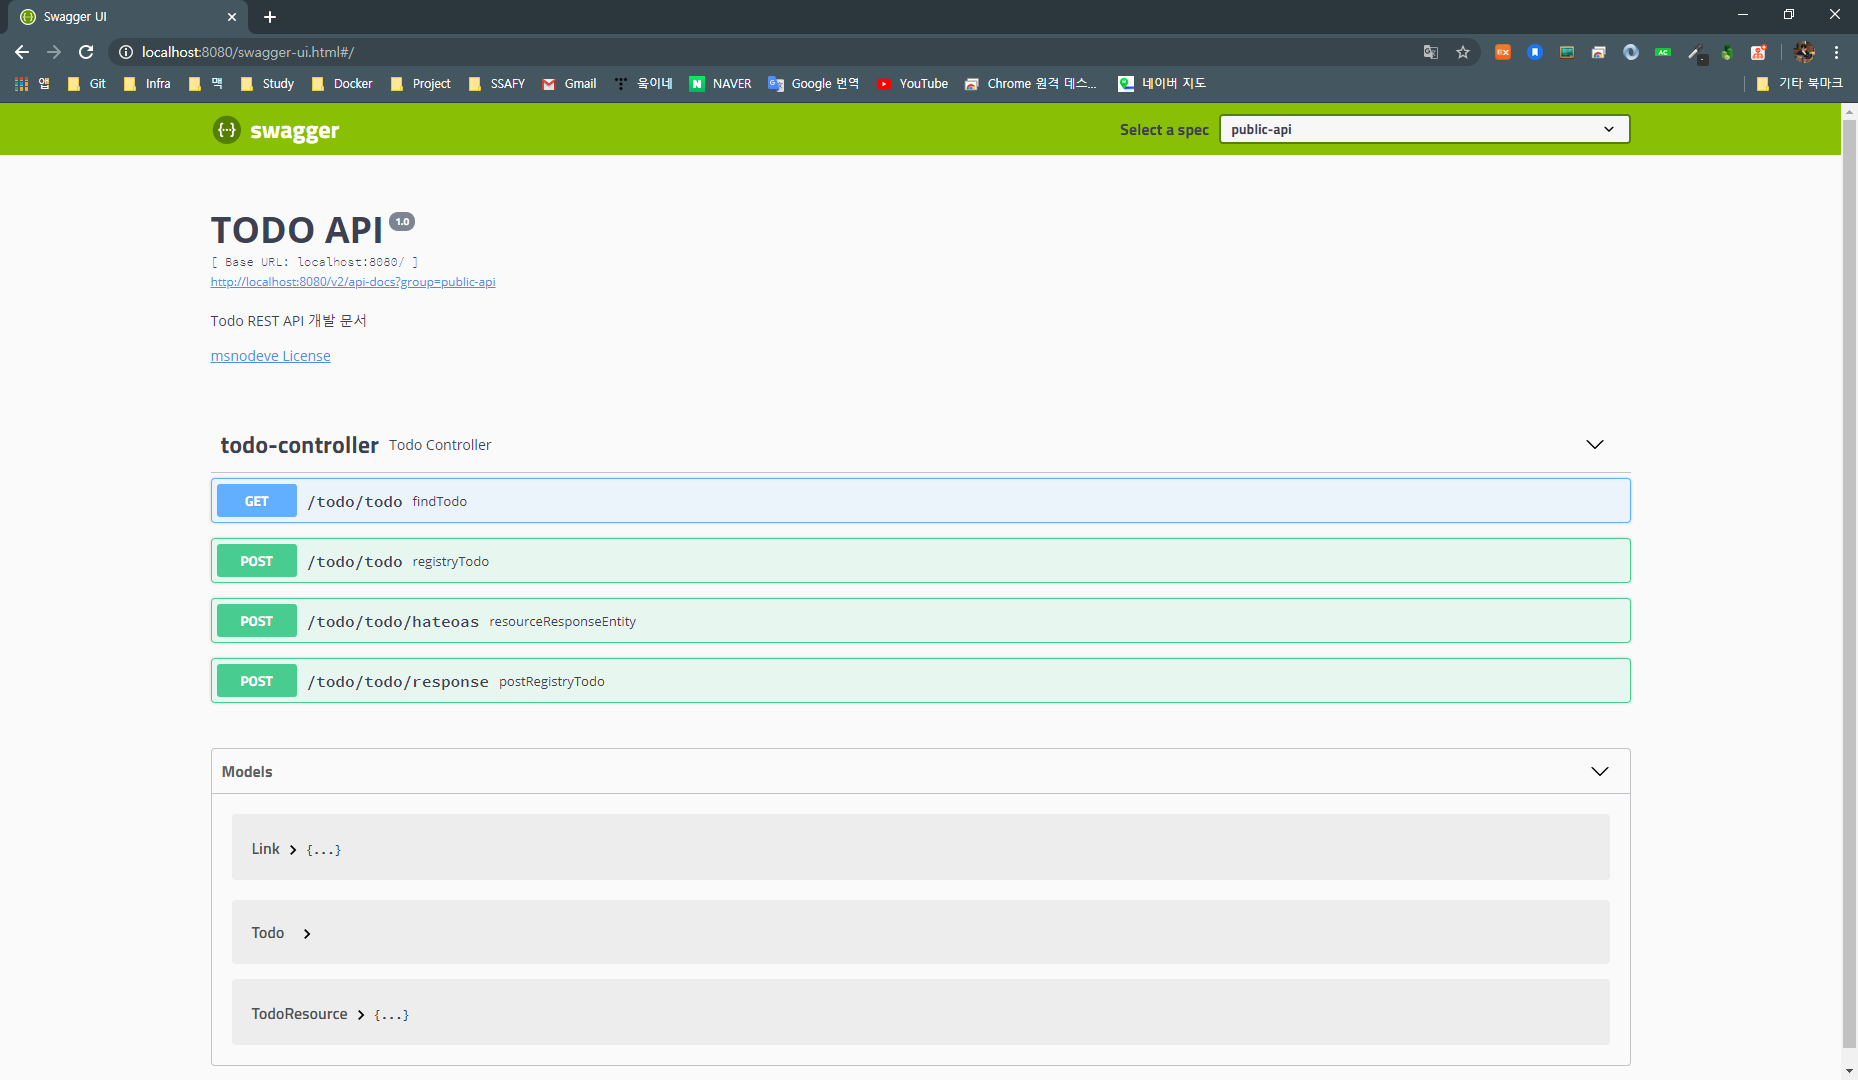 Swagger UI
localhost:8080/swagger-ui.html#/
앱 Git Infra 맥 Study Docker Project SSAFY Gmail 욱이네 NAVER Google 번역 YouTube Chrome 원격 데스... 네이버 지도 기타 북마크
swagger
Select a spec public-api
TODO API 1.0
[ Base URL: localhost:8080/ ]
http://localhost:8080/v2/api-docs?group=public-api
Todo REST API 개발 문서
msnodeve License
todo-controller Todo Controller
GET /todo/todo findTodo
POST /todo/todo registryTodo
POST /todo/todo/hateoas resourceResponseEntity
POST /todo/todo/response postRegistryTodo
Models
Link {...}
Todo
TodoResource {...}